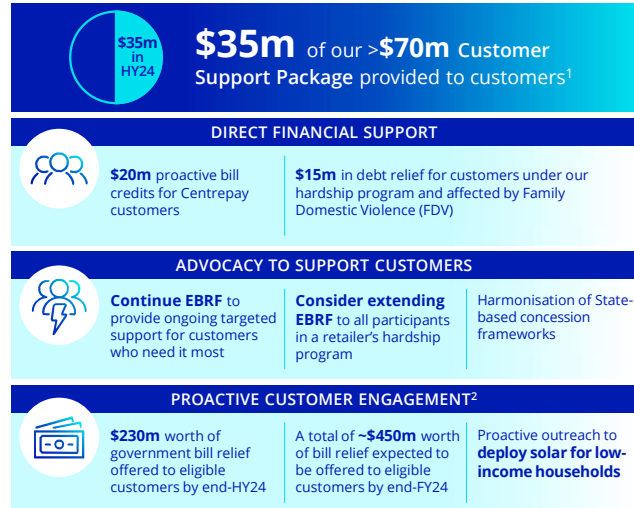 $35m
in
HY24
$35m of our >$70m Customer
Support Package provided to customers1
DIRECT FINANCIAL SUPPORT
$20m proactive bill
credits for Centrepay
customers
$15m in debt relief for customers under our
hardship program and affected by Family
Domestic Violence (FDV)
ADVOCACY TO SUPPORT CUSTOMERS
Continue EBRF to
provide ongoing targeted
support for customers
who need it most
Consider extending
EBRF to all participants
in a retailer's hardship
program
Harmonisation of State-
based concession
frameworks
PROACTIVE CUSTOMER ENGAGEMENT2
$230m worth of
government bill relief
offered to eligible
customers by end-HY24
A total of ~$450m worth
of bill relief expected to
be offered to eligible
customers by end-FY24
Proactive outreach to
deploy solar for low-
income households